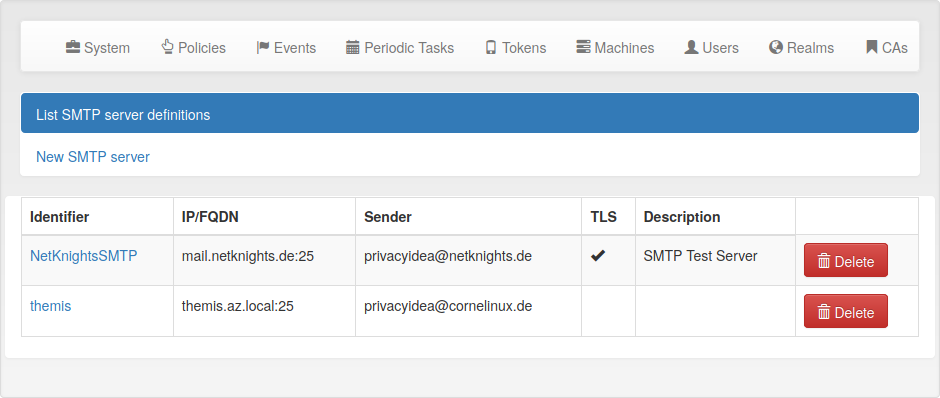 System Policies Events Periodic Tasks Tokens Machines Users Realms CAs
List SMTP server definitions
New SMTP server
Identifier IP/FQDN Sender TLS Description
NetKnightsSMTP mail.netknights.de:25 privacyidea@netknights.de SMTP Test Server Delete
themis themis.az.local:25 privacyidea@cornelinux.de Delete